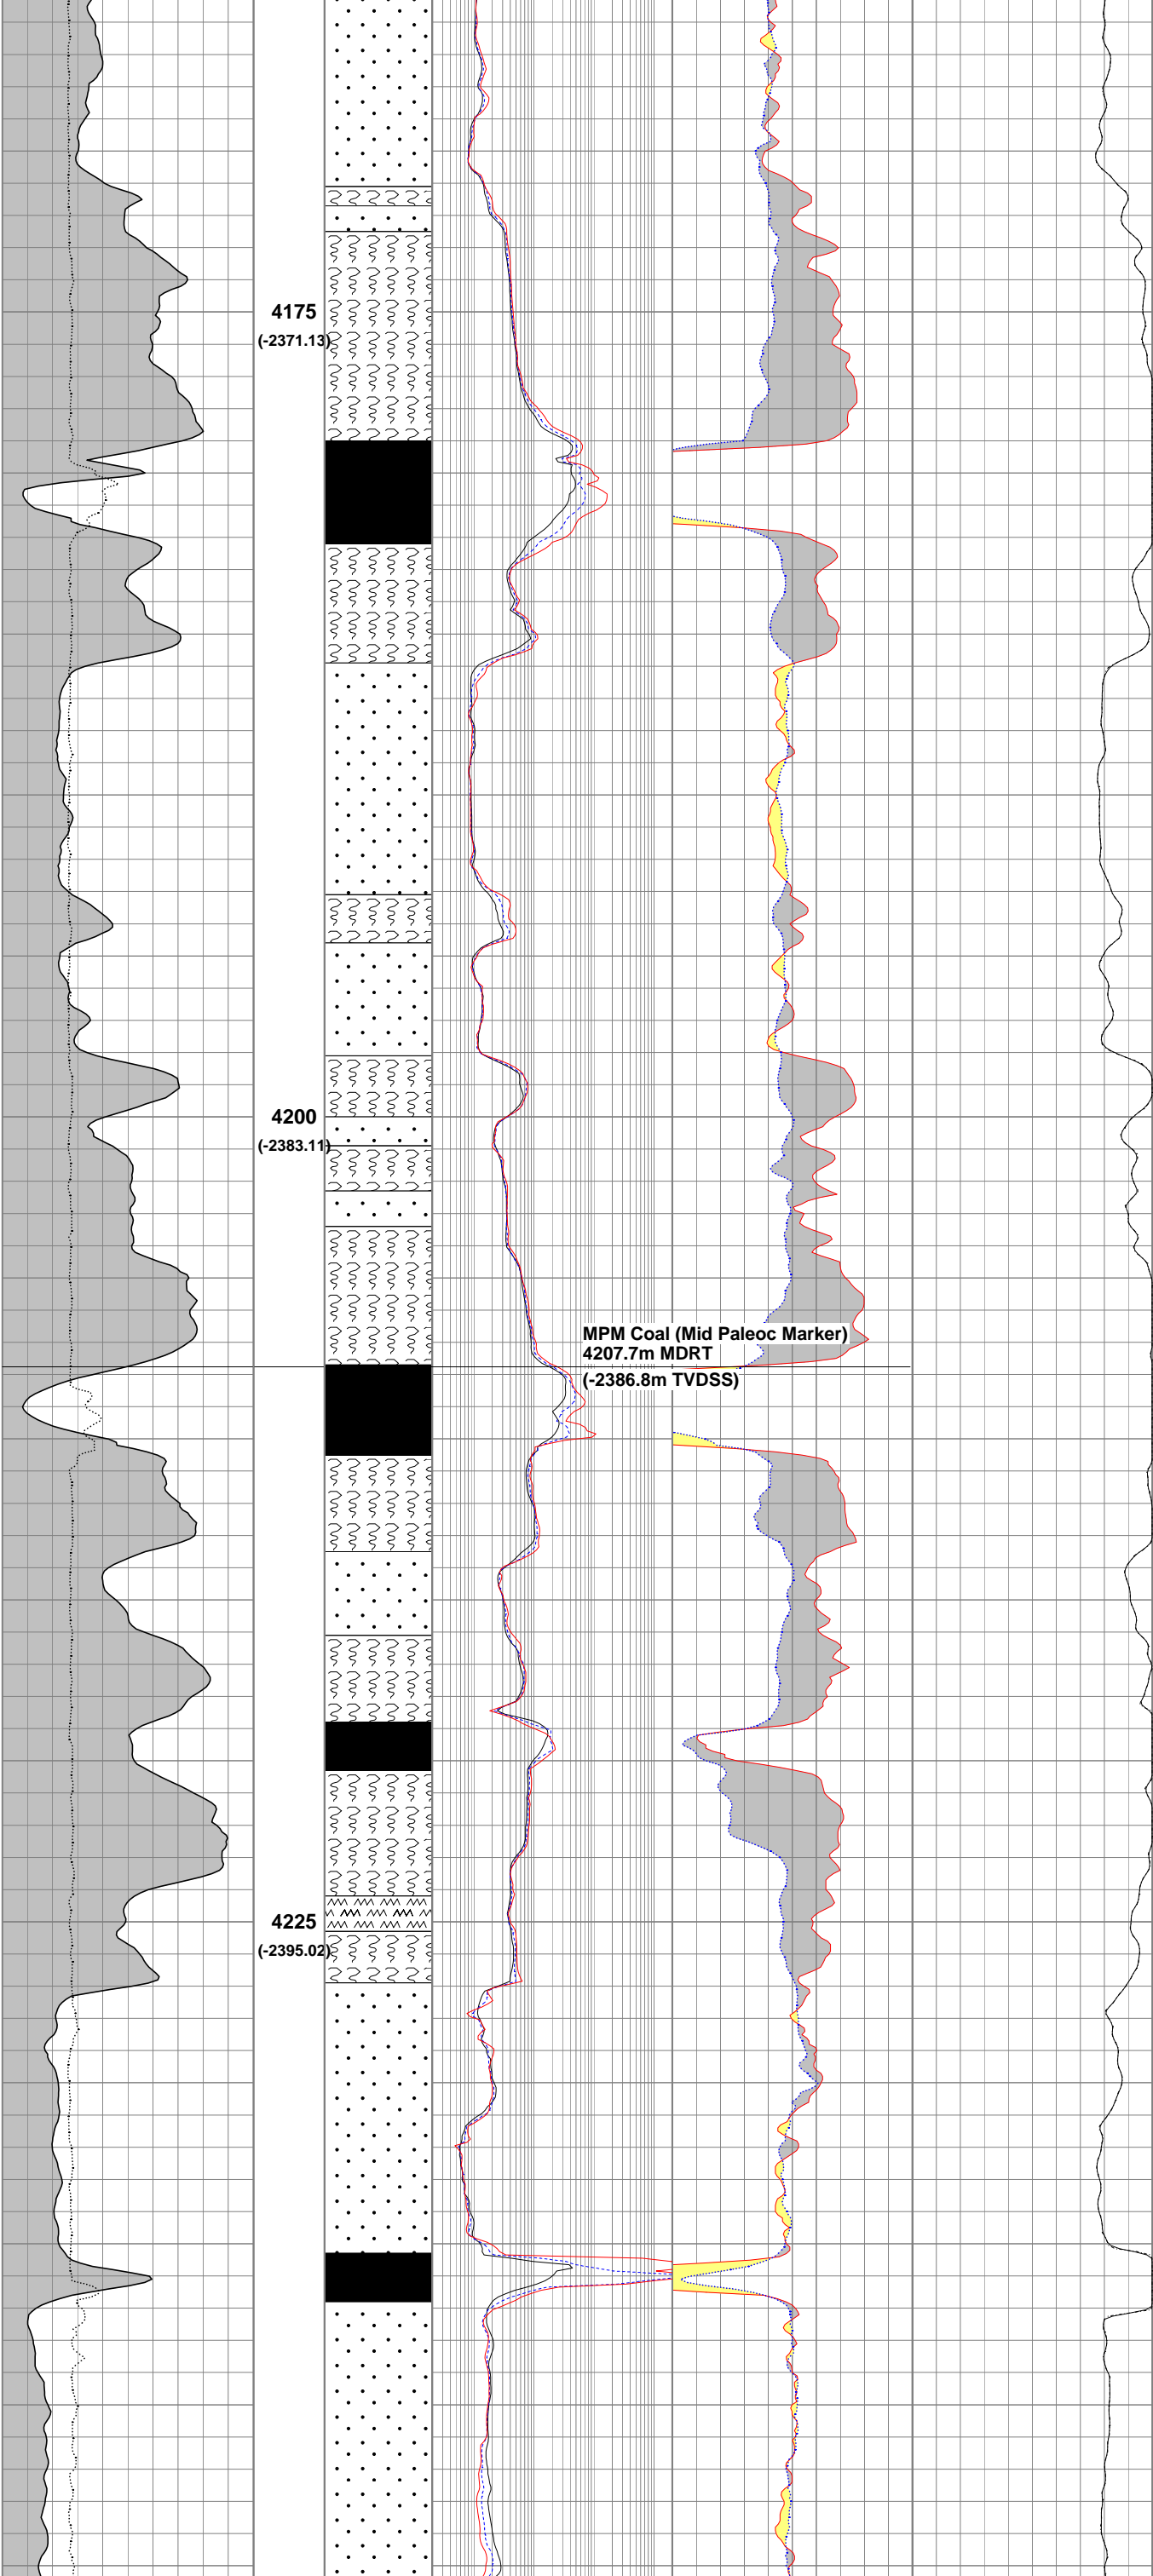 4175
(-2371.13)
4200
(-2383.11)
MPM Coal (Mid Paleoc Marker)
4207.7m MDRT
(-2386.8m TVDSS)
4225
(-2395.02)